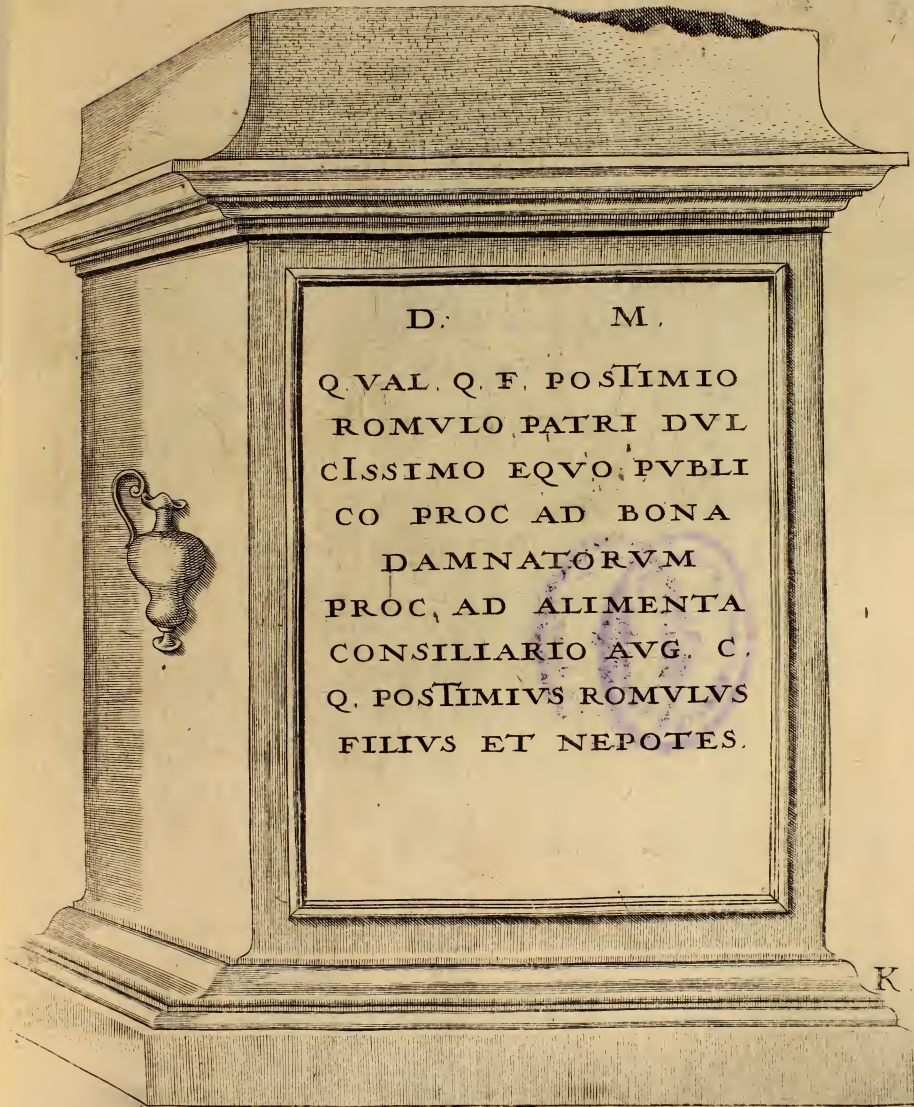 D. M.
Q. VAL. Q. F. POSTIMIO
ROMVLO PATRI DVL
CISSIMO EQVO PVBLI
CO PROC AD BONA
DAMNATORVM
PROC. AD ALIMENTA
CONSILIARIO AVG. C.
Q. POSTIMIVS ROMVLVS
FILIVS ET NEPOTES.
K